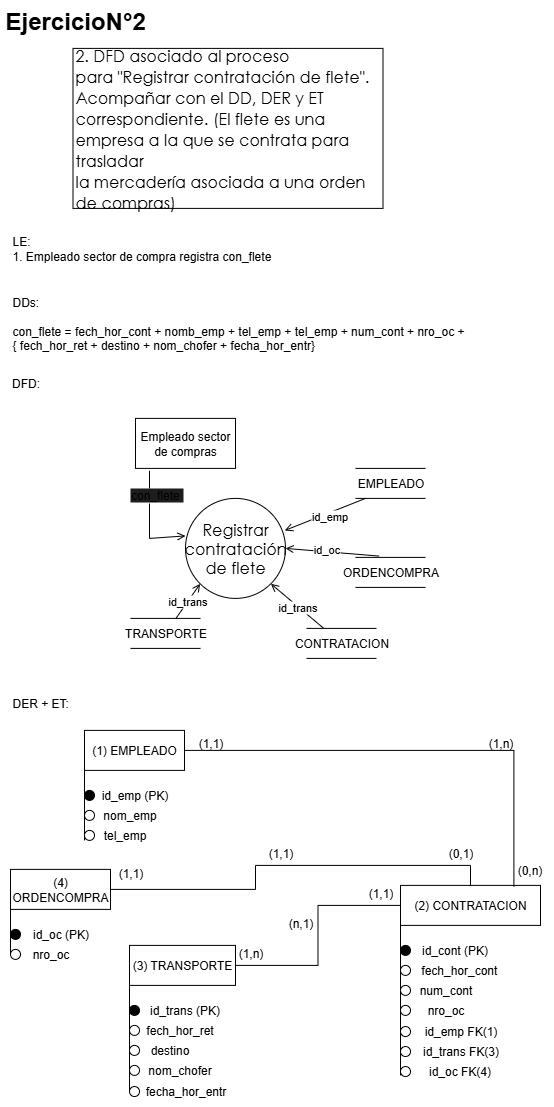 EjercicioN°2
2. DFD asociado al proceso
para "Registrar contratación de flete".
Acompañar con el DD, DER y ET
correspondiente. (El flete es una
empresa a la que se contrata para
trasladar
la mercadería asociada a una orden
de compras)
LE:
1. Empleado sector de compra registra con_flete
DDs:
con_flete = fech_hor_cont + nomb_emp + tel_emp + tel_emp + num_cont + nro_oc +
{ fech_hor_ret + destino + nom_chofer + fecha_hor_entr}
DFD:
Empleado sector
de compras
con_flete
EMPLEADO
id_emp
Registrar
contratación
de flete
id_oc
ORDENCOMPRA
id_trans
id_trans
TRANSPORTE
CONTRATACION
DER + ET:
(1) EMPLEADO
(1,1)
(1,n)
id_emp (PK)
nom_emp
tel_emp
(4)
ORDENCOMPRA
(1,1)
(1,1)
(0,1)
(0,n)
id_oc (PK)
nro_oc
(1,1)
(2) CONTRATACION
(n,1)
(3) TRANSPORTE
(1,n)
id_cont (PK)
fech_hor_cont
num_cont
nro_oc
id_emp FK(1)
id_trans FK(3)
id_oc FK(4)
id_trans (PK)
fech_hor_ret
destino
nom_chofer
fecha_hor_entr